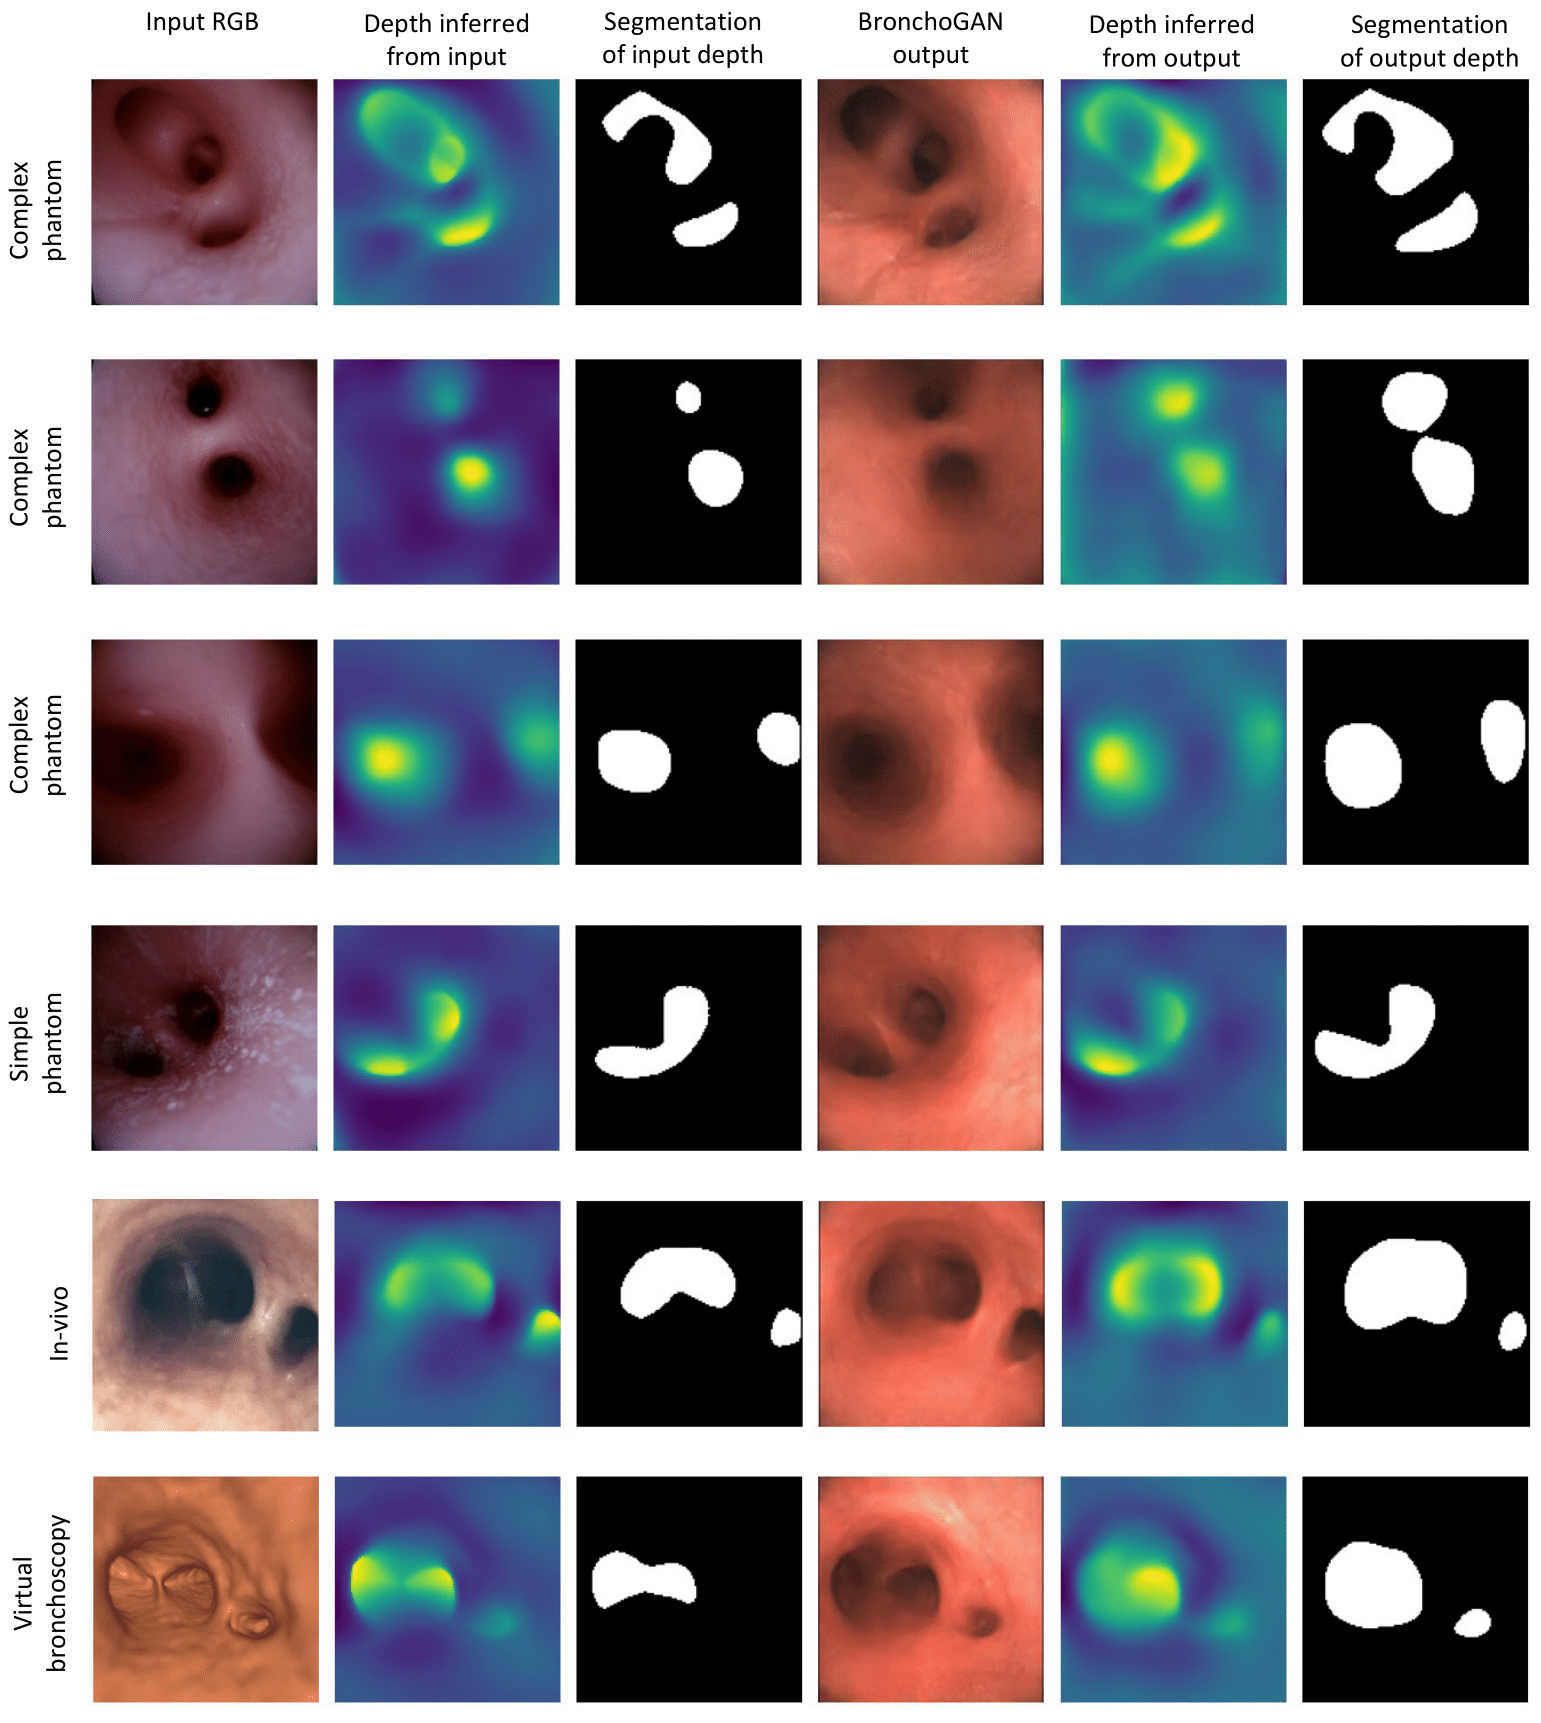 Input RGB
Depth inferred
from input
Segmentation
of input depth
BronchoGAN
output
Depth inferred
from output
Segmentation
of output depth
Complex
phantom
Complex
phantom
Complex
phantom
Simple
phantom
In-vivo
Virtual
bronchoscopy